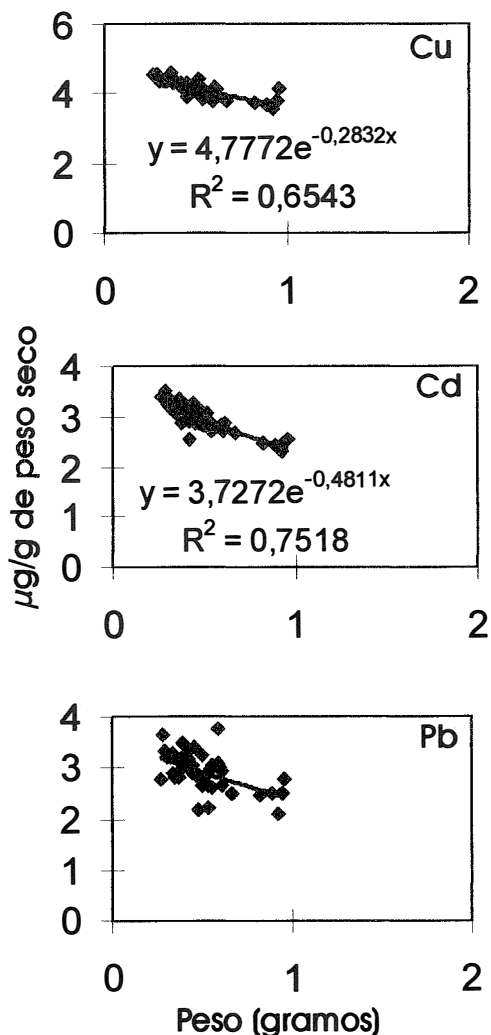 6
Cu
4
y = 4,7772e^-0,2832x
2
R² = 0,6543
0
0 1 2
4
Cd
3
2
y = 3,7272e^-0,4811x
1
R² = 0,7518
0
0 1 2
µg/g de peso seco
4
Pb
3
2
1
0
0 1 2
Peso (gramos)